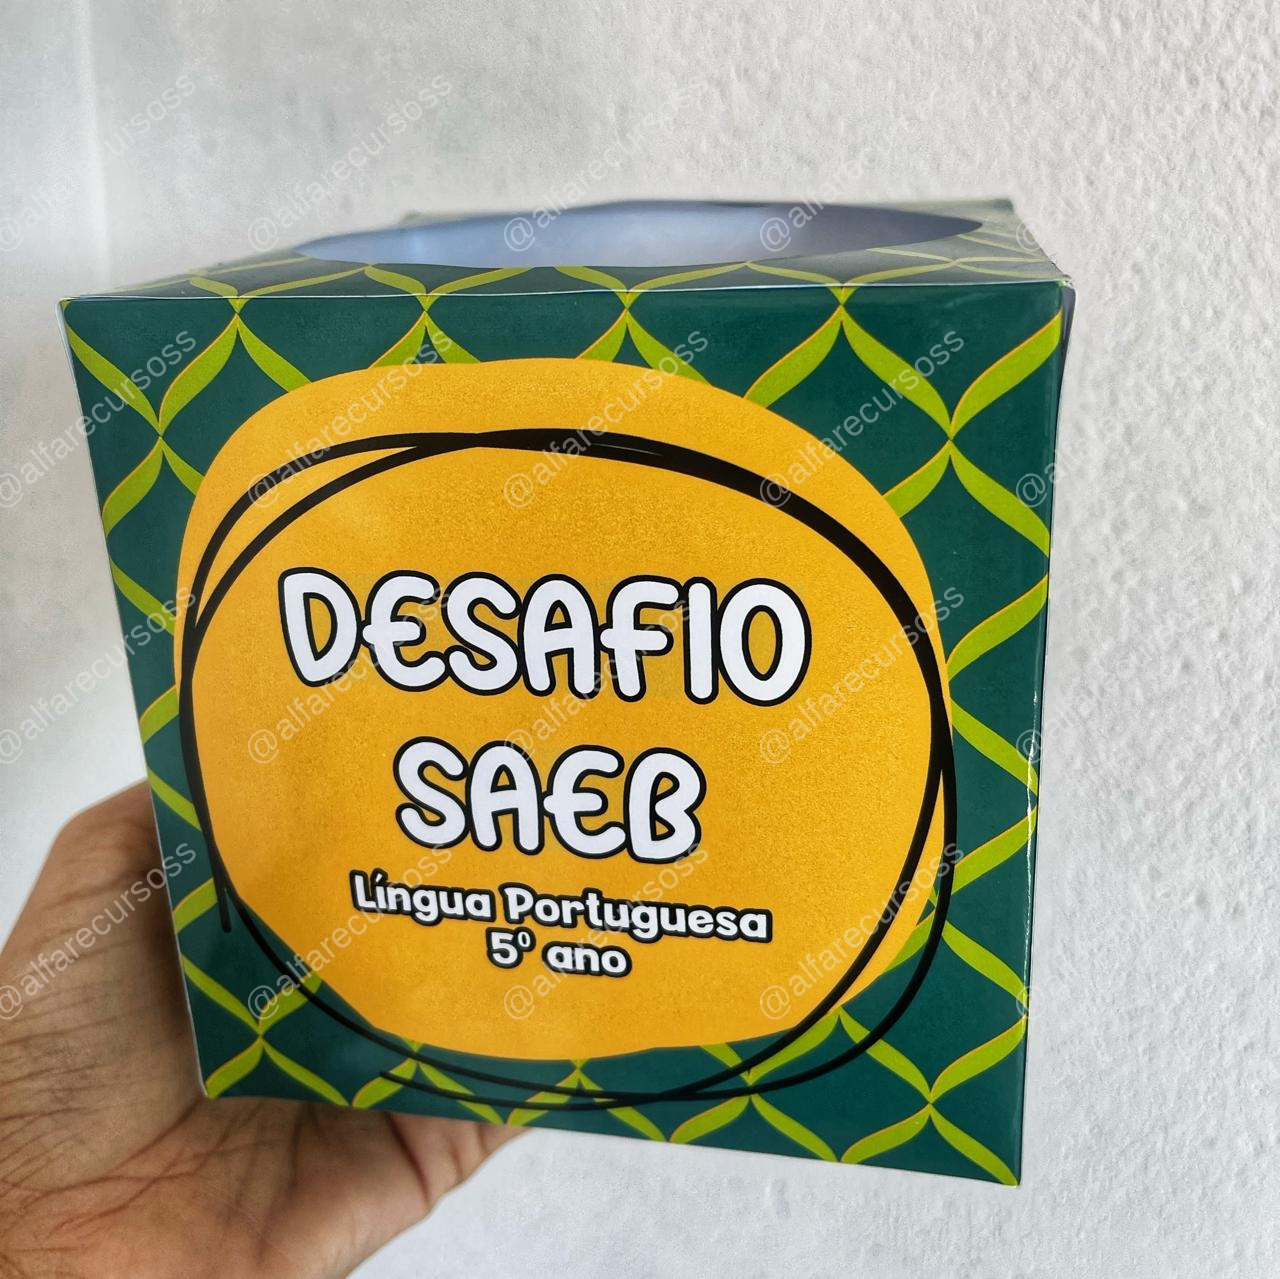 DESAFIO
SAEB
Língua Portuguesa
5º ano
@alfarecursoss